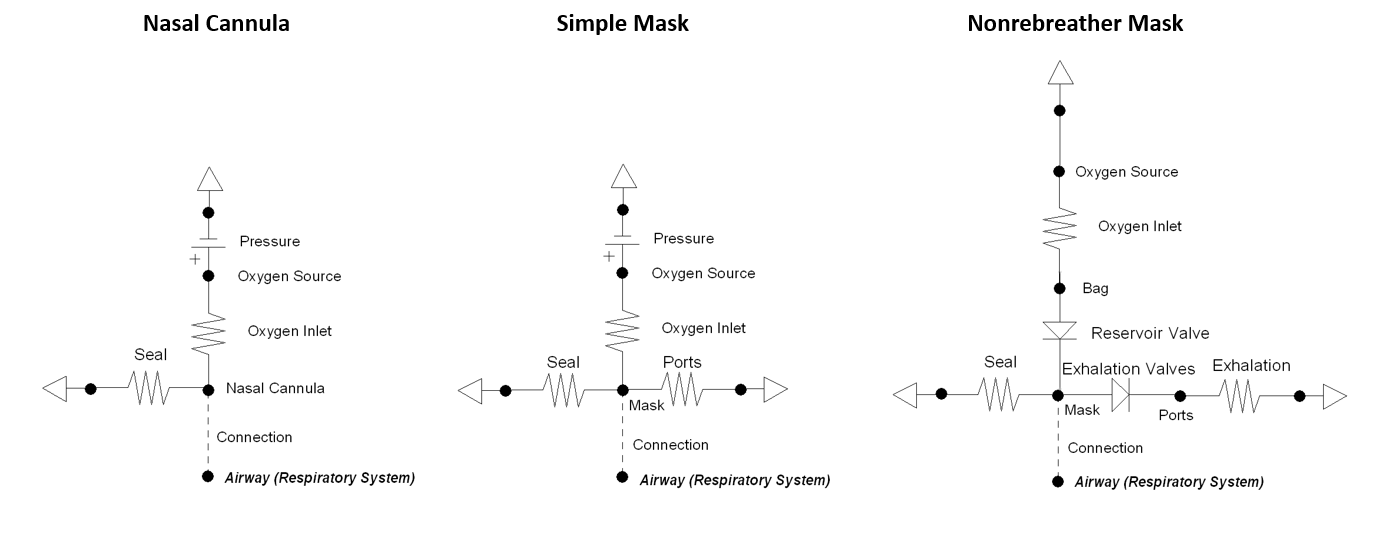 Nasal Cannula
Pressure
+
Oxygen Source
Oxygen Inlet
Seal
Nasal Cannula
Connection
Airway (Respiratory System)
Simple Mask
Pressure
+
Oxygen Source
Oxygen Inlet
Seal
Ports
Mask
Connection
Airway (Respiratory System)
Nonrebreather Mask
Oxygen Source
Oxygen Inlet
Bag
Reservoir Valve
Seal
Exhalation Valves
Exhalation
Mask
Ports
Connection
Airway (Respiratory System)